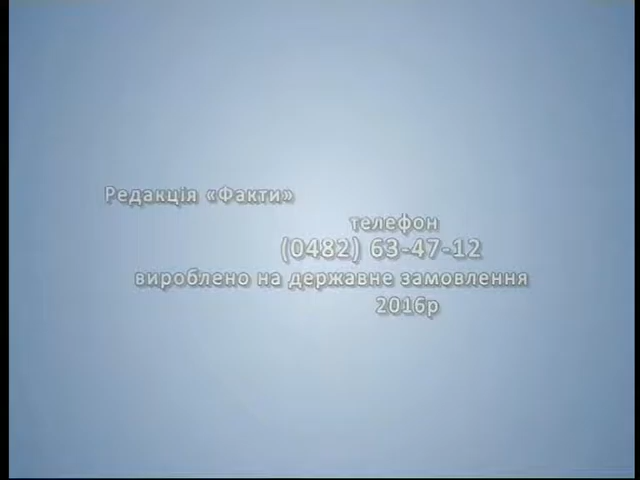 Редакція «Факти»
телефон
(0482) 63-47-12
вироблено на державне замовлення
2016р